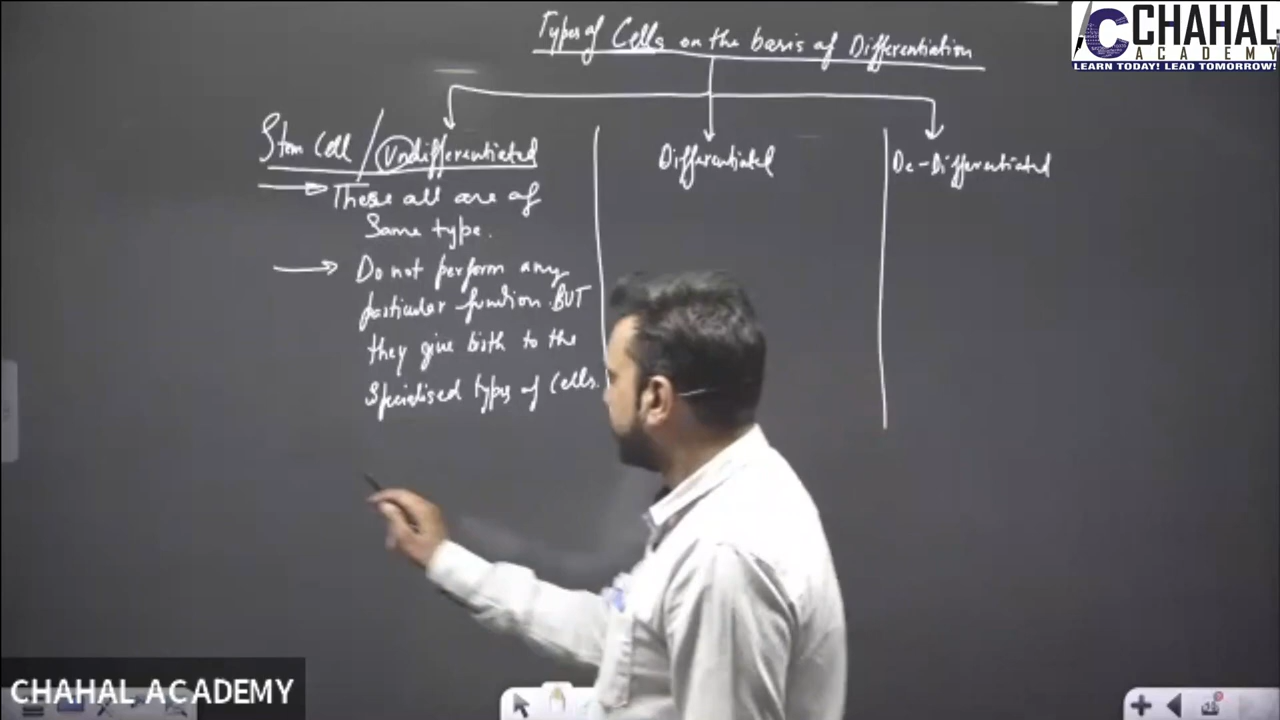 CHAHAL
ACADEMY
LEARN TODAY! LEAD TOMORROW!
Types of Cells on the basis of Differentiation
Stem Cell / Undifferentiated
These all are of
Same type.
Do not perform any
particular function. BUT
they give birth to the
Specialised types of Cells.
Differentiated
De-Differentiated
CHAHAL ACADEMY